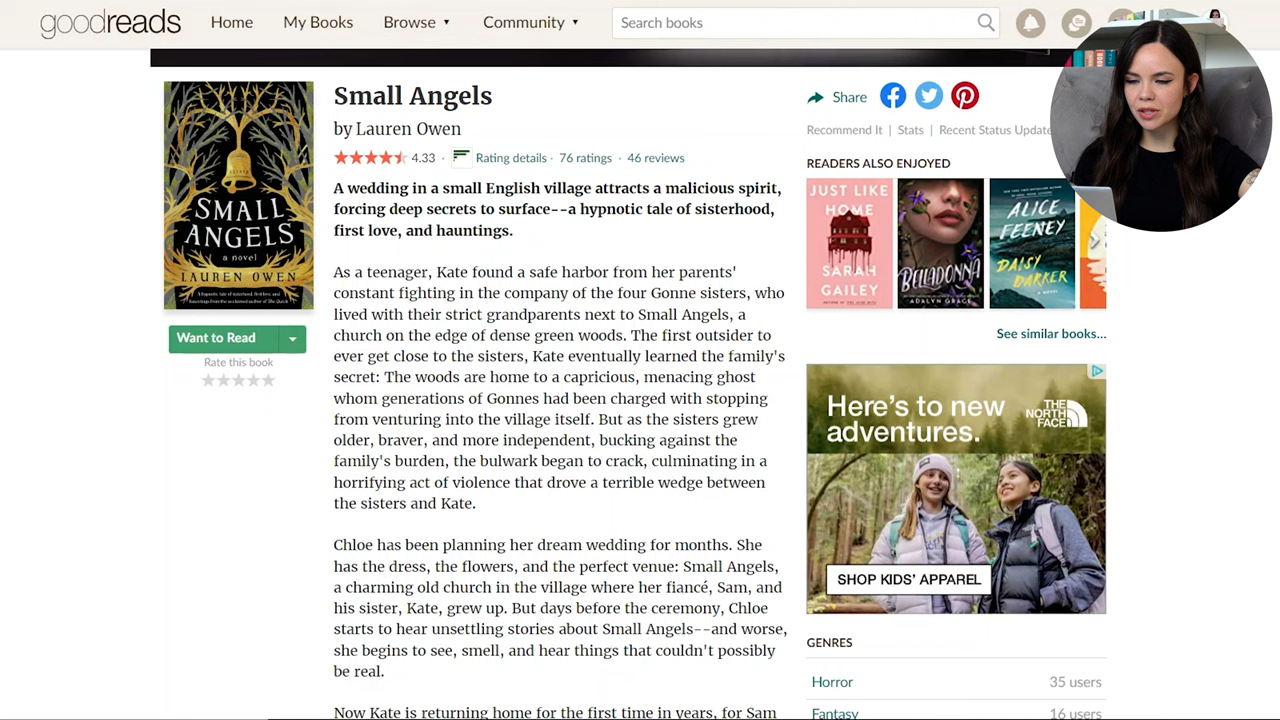 goodreads Home My Books Browse ▾ Community ▾ Search books
SMALL
ANGELS
a novel
LAUREN OWEN
Want to Read
Rate this book
Small Angels
by Lauren Owen
4.33 · Rating details · 76 ratings · 46 reviews
A wedding in a small English village attracts a malicious spirit,
forcing deep secrets to surface--a hypnotic tale of sisterhood,
first love, and hauntings.
As a teenager, Kate found a safe harbor from her parents'
constant fighting in the company of the four Gonne sisters, who
lived with their strict grandparents next to Small Angels, a
church on the edge of dense green woods. The first outsider to
ever get close to the sisters, Kate eventually learned the family's
secret: The woods are home to a capricious, menacing ghost
whom generations of Gonnes had been charged with stopping
from venturing into the village itself. But as the sisters grew
older, braver, and more independent, bucking against the
family's burden, the bulwark began to crack, culminating in a
horrifying act of violence that drove a terrible wedge between
the sisters and Kate.
Chloe has been planning her dream wedding for months. She
has the dress, the flowers, and the perfect venue: Small Angels,
a charming old church in the village where her fiancé, Sam, and
his sister, Kate, grew up. But days before the ceremony, Chloe
starts to hear unsettling stories about Small Angels--and worse,
she begins to see, smell, and hear things that couldn't possibly
be real.
Now Kate is returning home for the first time in years, for Sam
Share
Recommend It | Stats | Recent Status Update
READERS ALSO ENJOYED
JUST LIKE
HOME
SARAH
GAILEY
BELLADONNA
ADALYN GRACE
ALICE
FEENEY
DAISY
DARKER
A NOVEL
See similar books…
Here's to new
adventures.
THE
NORTH
FACE
SHOP KIDS' APPAREL
GENRES
Horror 35 users
Fantasy 16 users